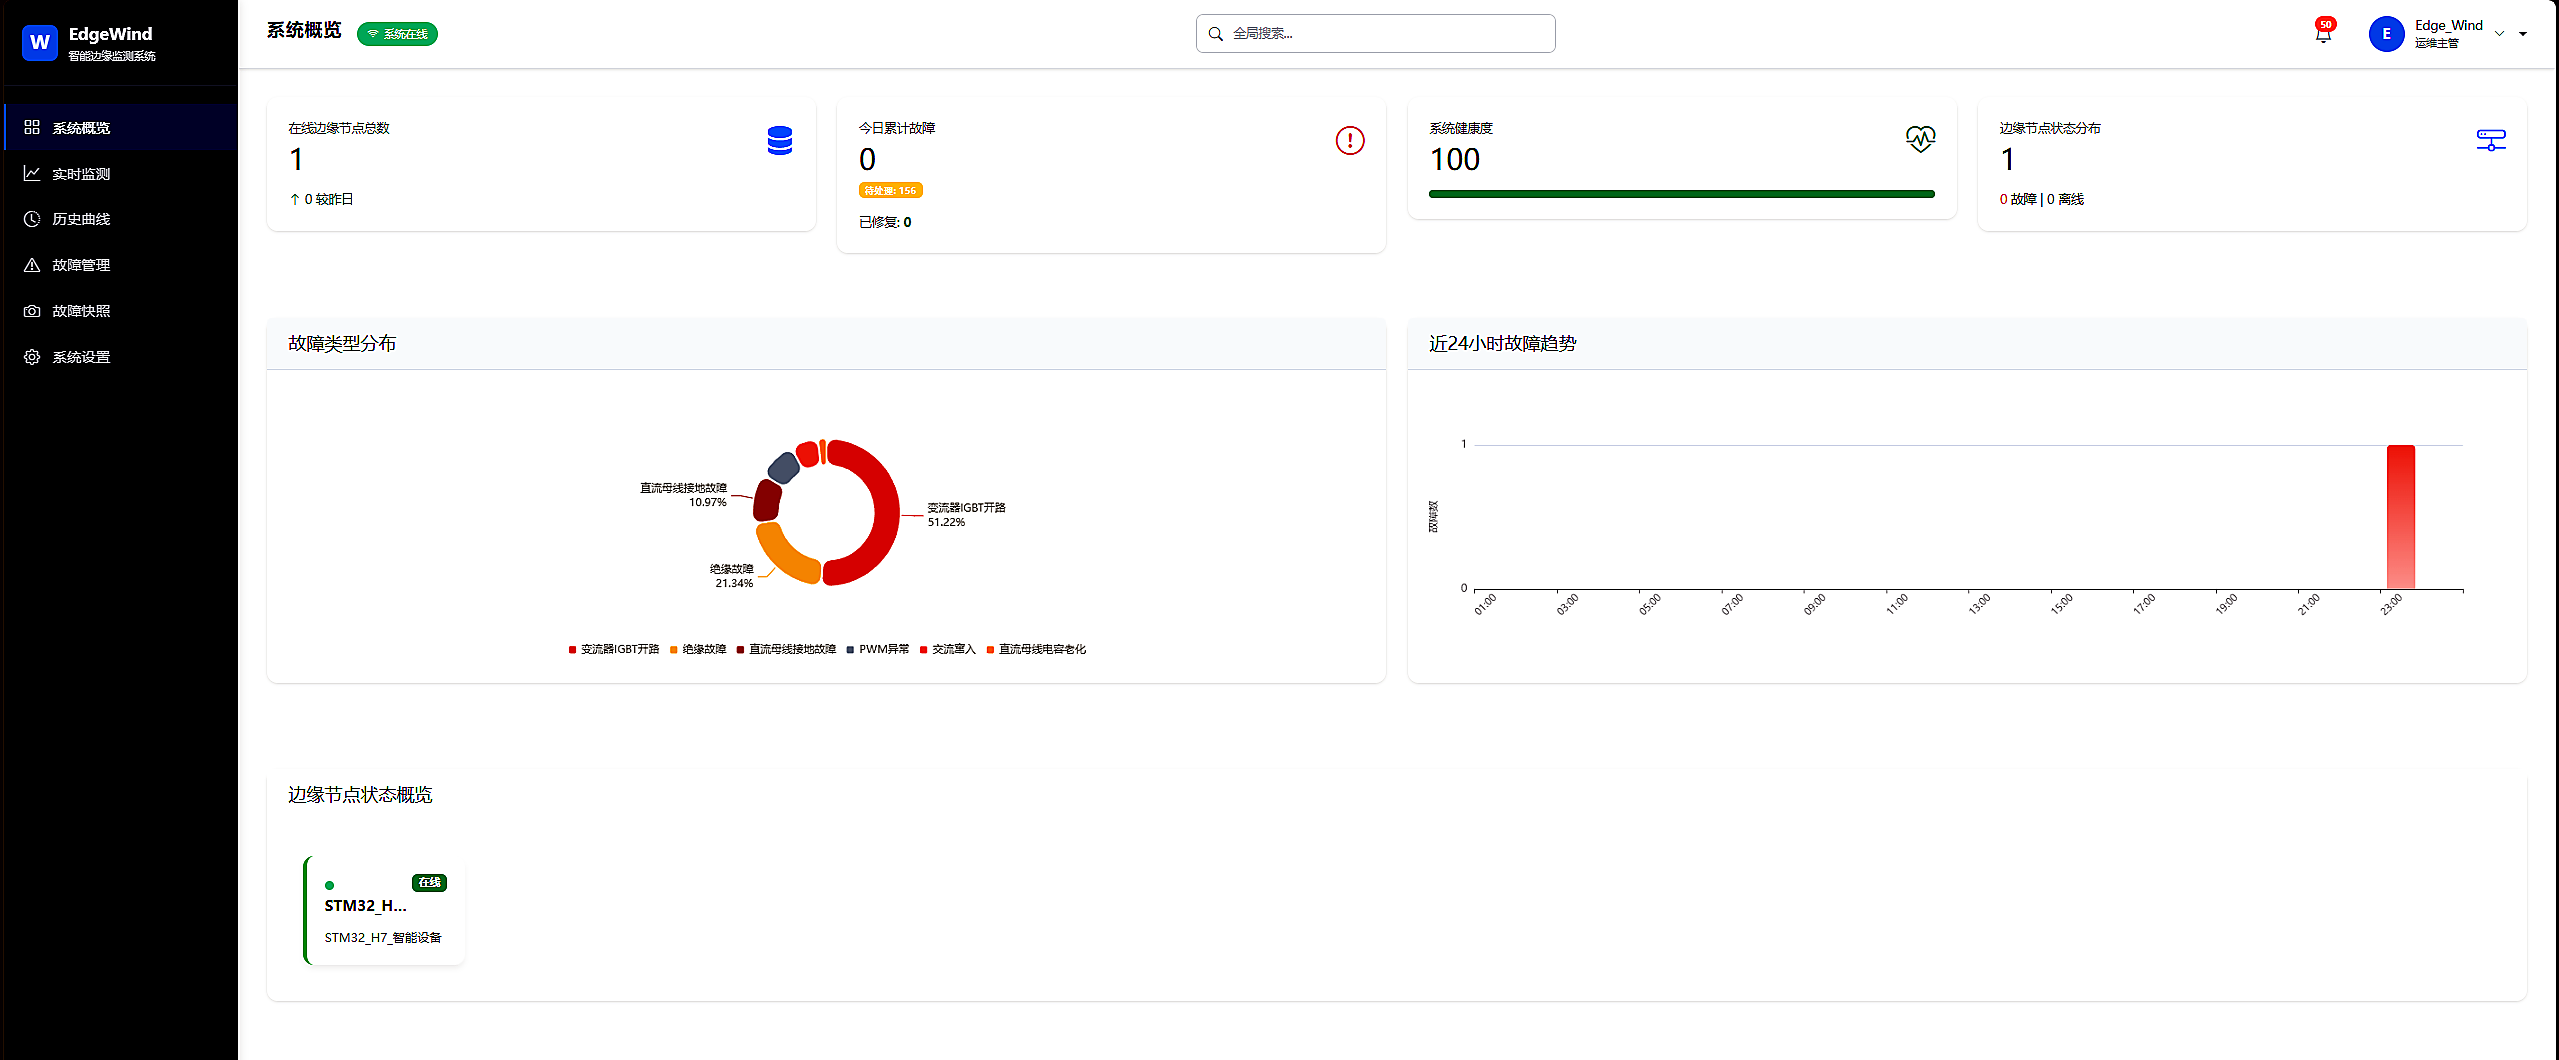 W
EdgeWind
智能边缘监测系统
系统概览
实时监测
历史曲线
故障管理
故障快照
系统设置
系统概览
系统在线
全局搜索...
50
E
Edge_Wind
运维主管
在线边缘节点总数
1
↑ 0 较昨日
今日累计故障
0
待处理: 156
已修复: 0
系统健康度
100
边缘节点状态分布
1
0 故障 | 0 离线
故障类型分布
直流母线接地故障
10.97%
变流器IGBT开路
51.22%
绝缘故障
21.34%
变流器IGBT开路 绝缘故障 直流母线接地故障 PWM异常 交流窜入 直流母线电容老化
近24小时故障趋势
1
故障数
0
01:00 03:00 05:00 07:00 09:00 11:00 13:00 15:00 17:00 19:00 21:00 23:00
边缘节点状态概览
在线
STM32_H...
STM32_H7_智能设备